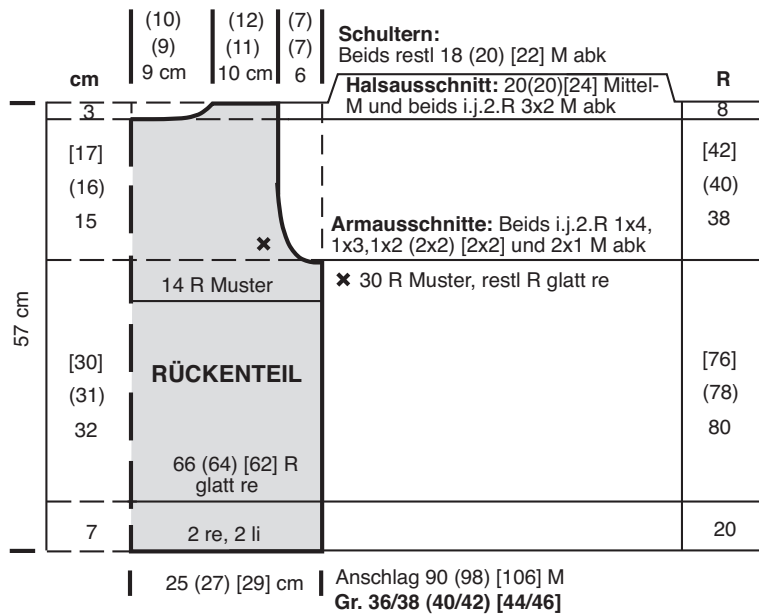 (10) (12) (7)
(9) (11) (7)
9 cm 10 cm 6
Schultern:
Beids restl 18 (20) [22] M abk
cm
R
Halsausschnitt: 20(20)[24] Mittel-
M und beids i.j.2.R 3x2 M abk
3
8
[17]
(16)
15
[42]
(40)
38
Armausschnitte: Beids i.j.2.R 1x4,
1x3,1x2 (2x2) [2x2] und 2x1 M abk
14 R Muster
✖ 30 R Muster, restl R glatt re
57 cm
[30]
(31)
32
RÜCKENTEIL
[76]
(78)
80
66 (64) [62] R
glatt re
7
2 re, 2 li
20
25 (27) [29] cm
Anschlag 90 (98) [106] M
Gr. 36/38 (40/42) [44/46]